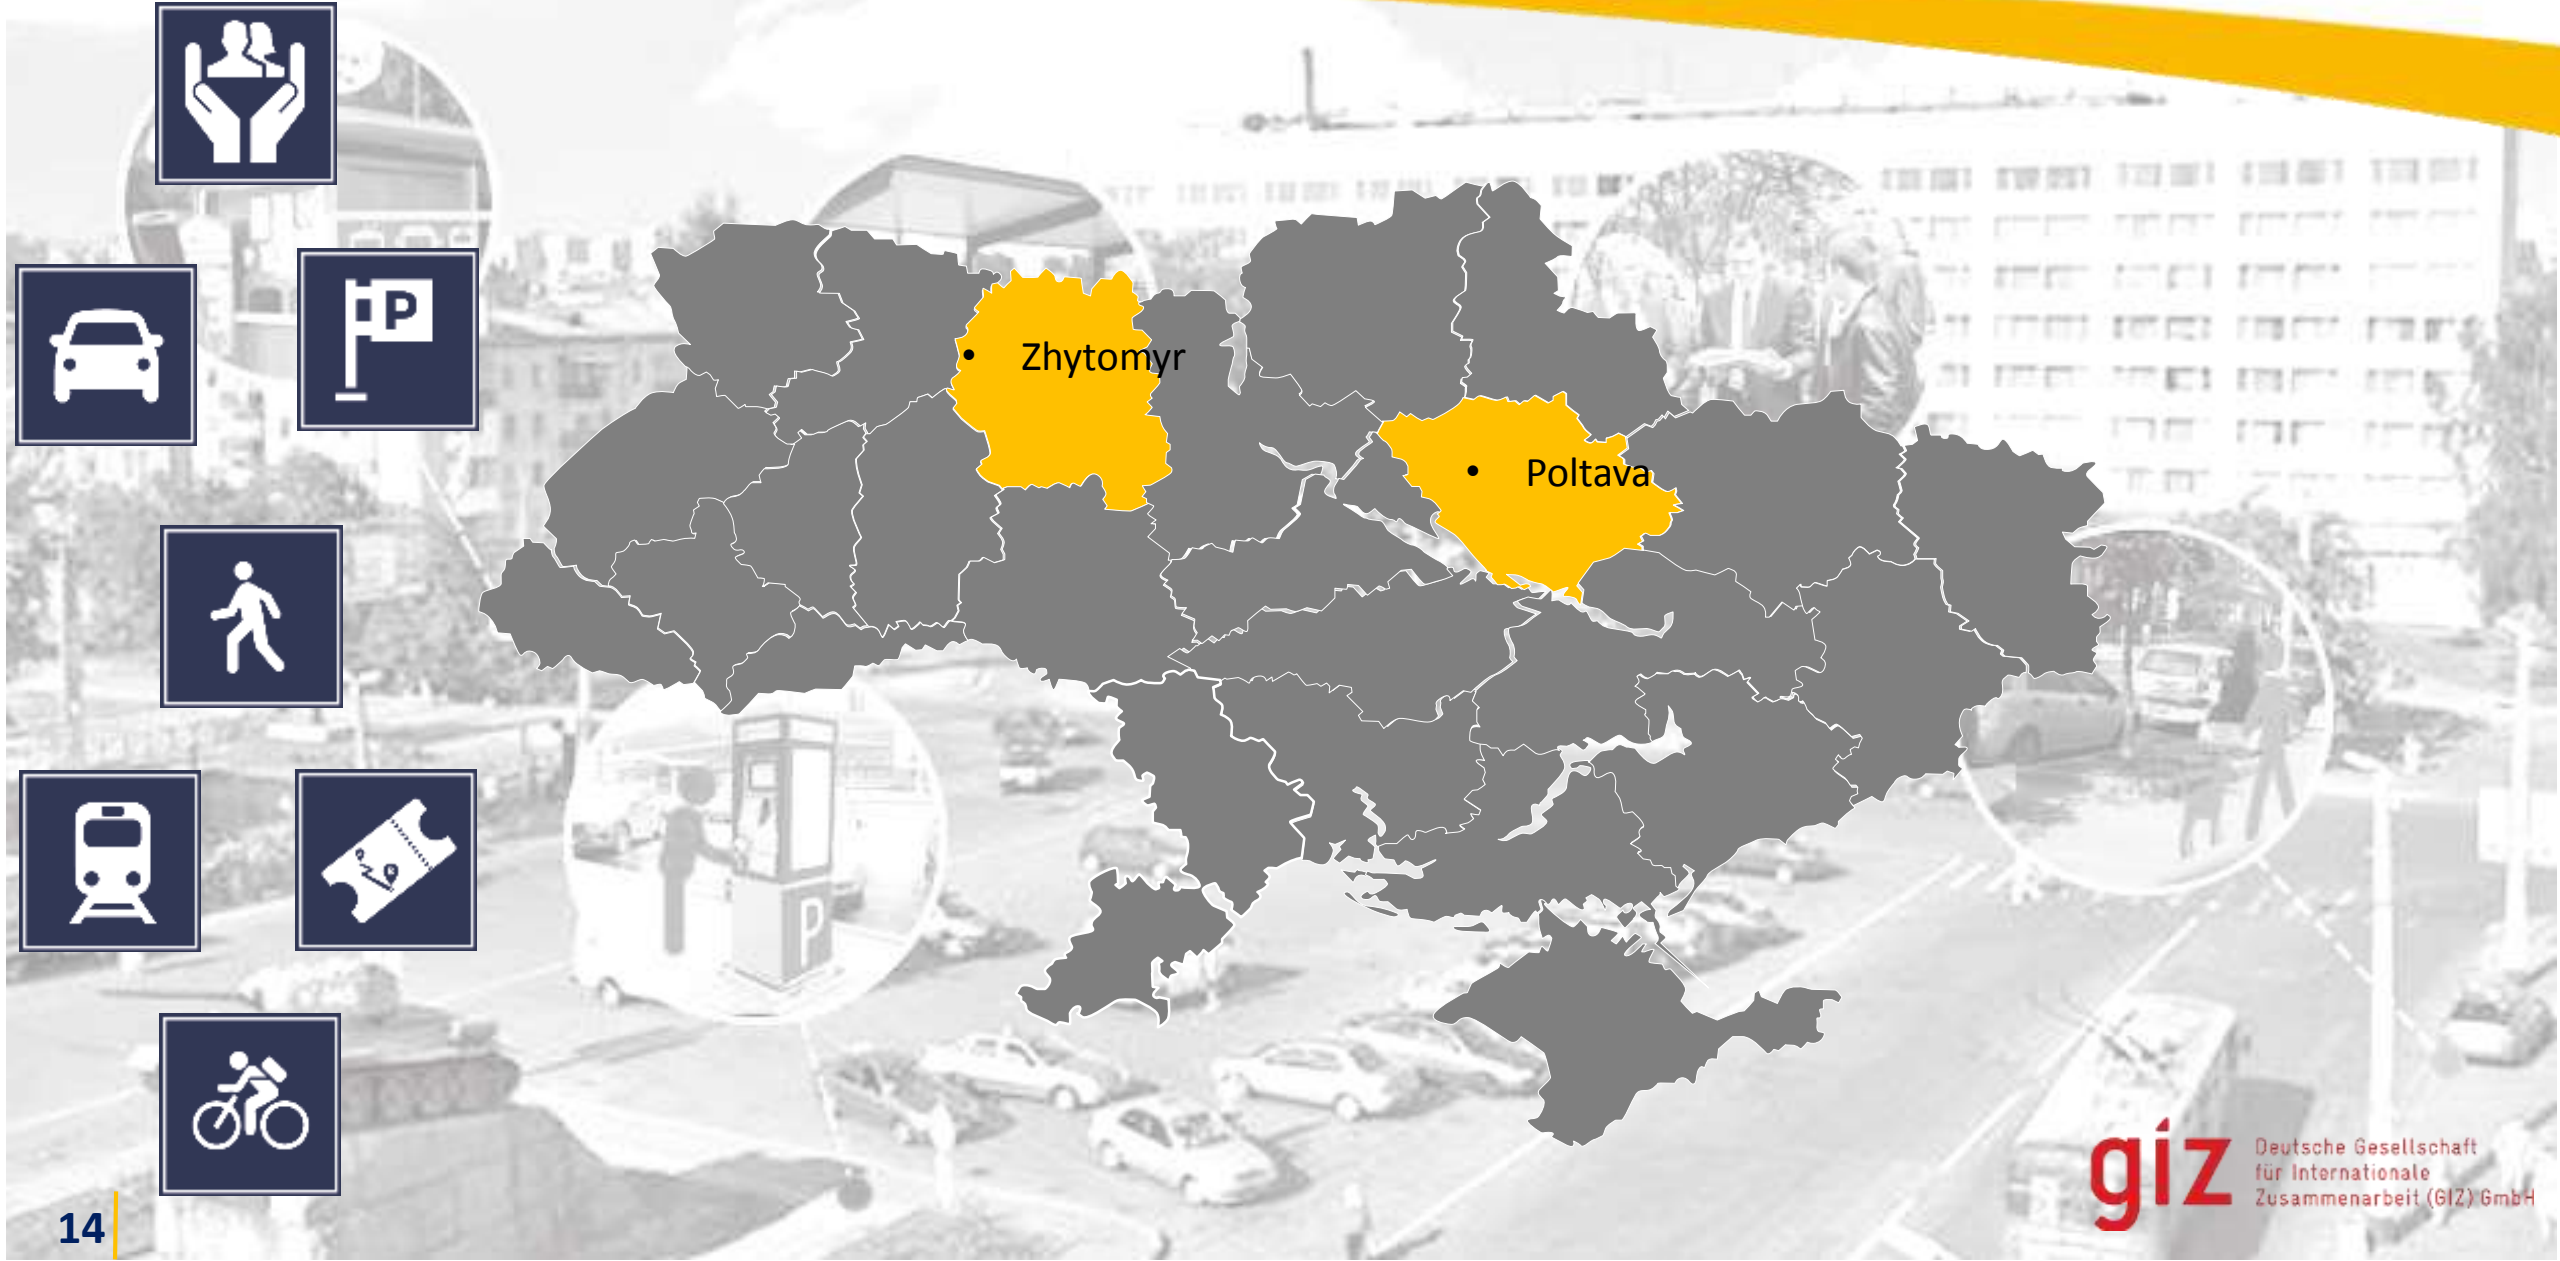 P
• Zhytomyr
• Poltava
P
giz
Deutsche Gesellschaft
für Internationale
Zusammenarbeit (GIZ) GmbH
14